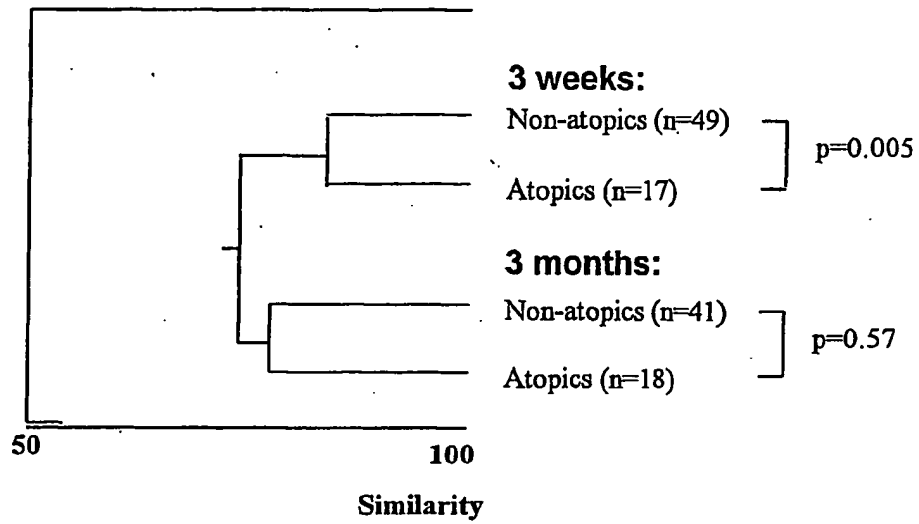 3 weeks:
Non-atopics (n=49)
p=0.005
Atopics (n=17)
3 months:
Non-atopics (n=41)
p=0.57
Atopics (n=18)
50
100
Similarity